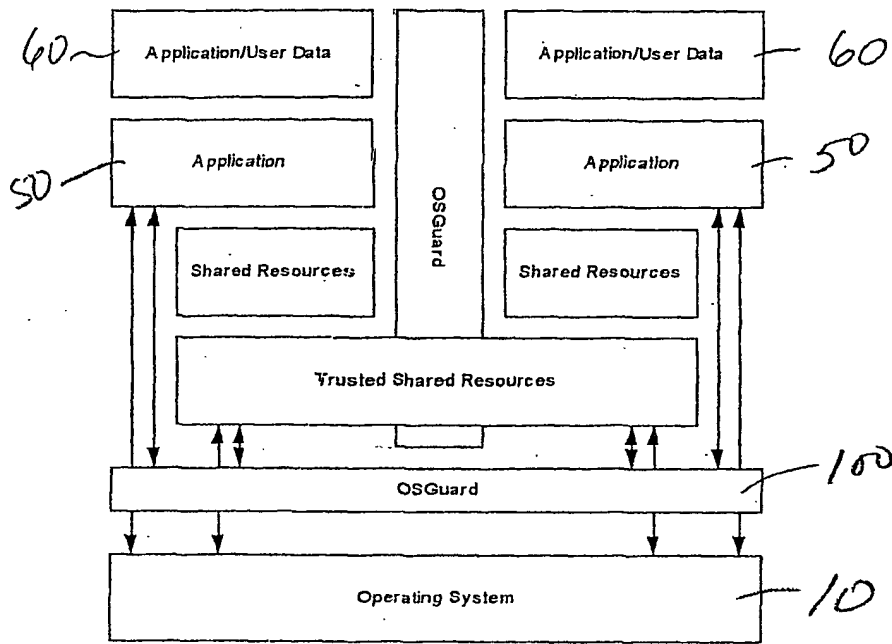 60 Application/User Data Application/User Data 60
50 Application Application 50
OSGuard
Shared Resources Shared Resources
Trusted Shared Resources
OSGuard 100
Operating System 10